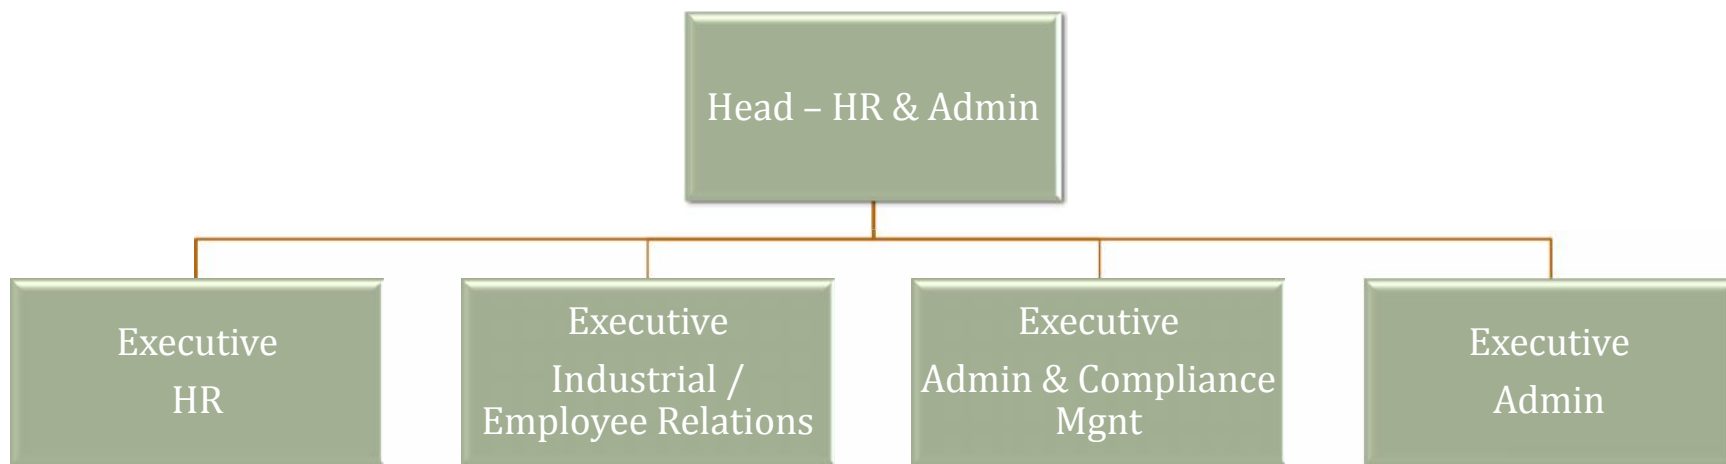 Head – HR & Admin
Executive
HR
Executive
Industrial /
Employee Relations
Executive
Admin & Compliance
Mgnt
Executive
Admin